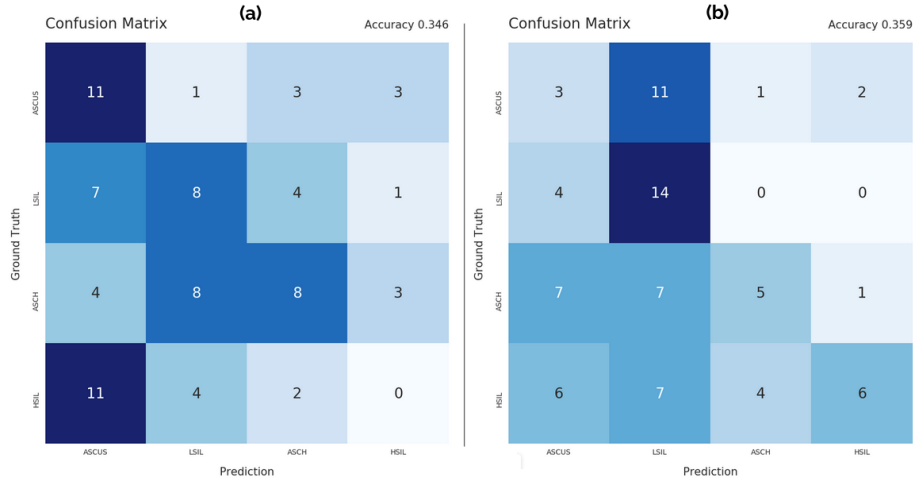 (a)
Confusion Matrix
Accuracy 0.346
Ground Truth
ASCUS
11 1 3 3
LSIL
7 8 4 1
ASCH
4 8 8 3
HSIL
11 4 2 0
ASCUS LSIL ASCH HSIL
Prediction
(b)
Confusion Matrix
Accuracy 0.359
Ground Truth
ASCUS
3 11 1 2
LSIL
4 14 0 0
ASCH
7 7 5 1
HSIL
6 7 4 6
ASCUS LSIL ASCH HSIL
Prediction